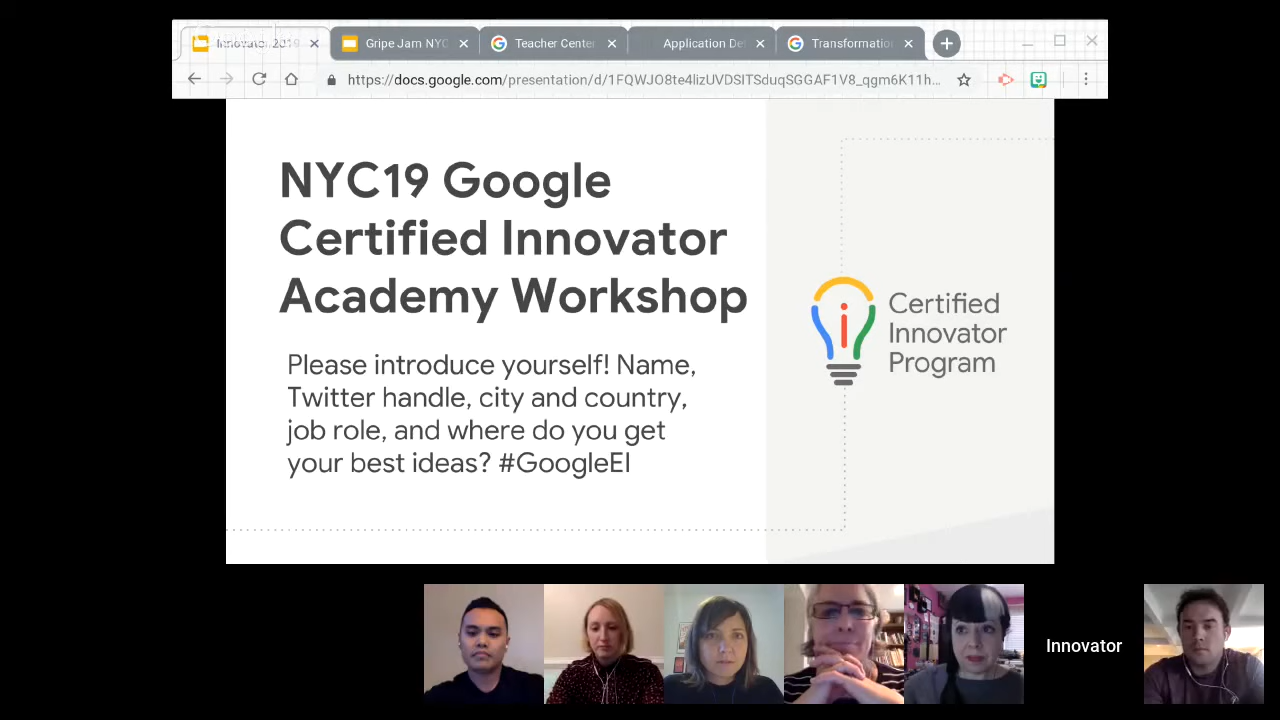 Innovator 2019
Gripe Jam NYC
Teacher Center
Application De
Transformation
https://docs.google.com/presentation/d/1FQWJO8te4lizUVDSITSduqSGGAF1V8_qgm6K11h...
NYC19 Google
Certified Innovator
Academy Workshop
Please introduce yourself! Name,
Twitter handle, city and country,
job role, and where do you get
your best ideas? #GoogleEI
Certified
Innovator
Program
Innovator